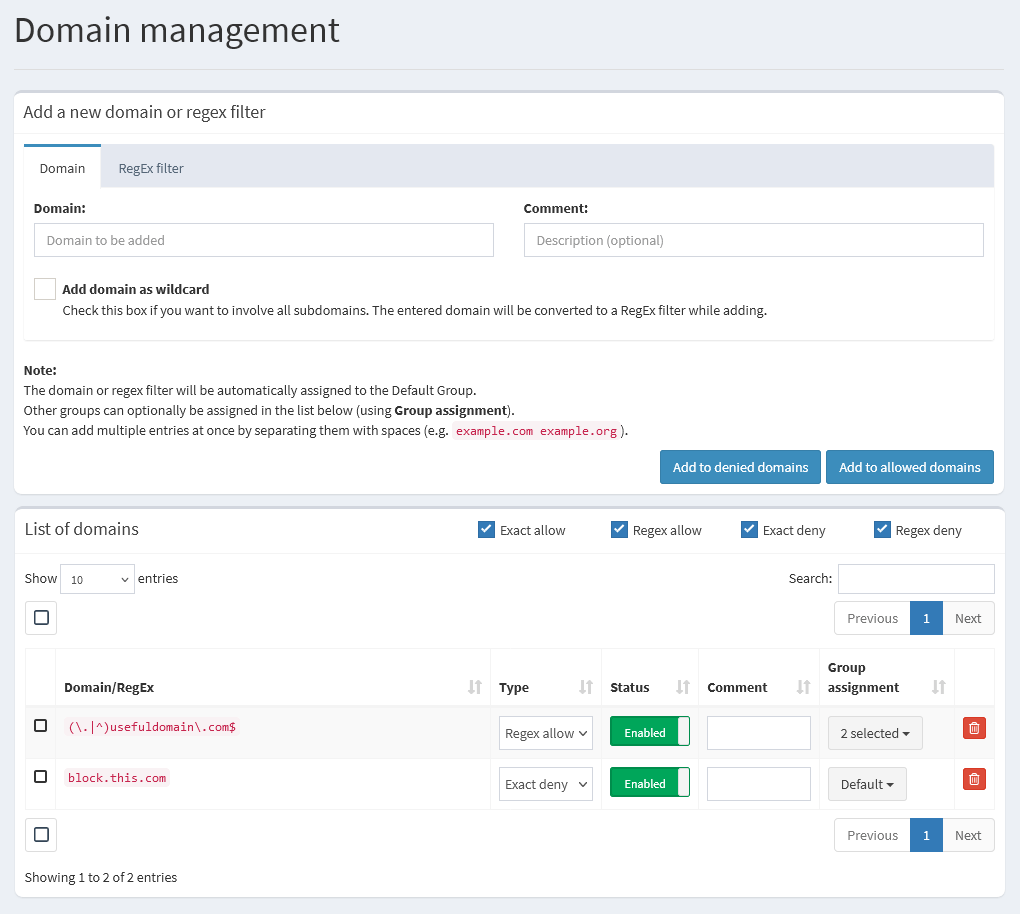 Domain management
Add a new domain or regex filter
Domain RegEx filter
Domain: Comment:
Domain to be added Description (optional)
Add domain as wildcard
Check this box if you want to involve all subdomains. The entered domain will be converted to a RegEx filter while adding.
Note:
The domain or regex filter will be automatically assigned to the Default Group.
Other groups can optionally be assigned in the list below (using Group assignment).
You can add multiple entries at once by separating them with spaces (e.g. example.com example.org ).
Add to denied domains Add to allowed domains
List of domains Exact allow Regex allow Exact deny Regex deny
Show 10 entries Search:
Previous 1 Next
Domain/RegEx Type Status Comment Group assignment
(\.|^)usefuldomain\.com$ Regex allow Enabled 2 selected
block.this.com Exact deny Enabled Default
Previous 1 Next
Showing 1 to 2 of 2 entries